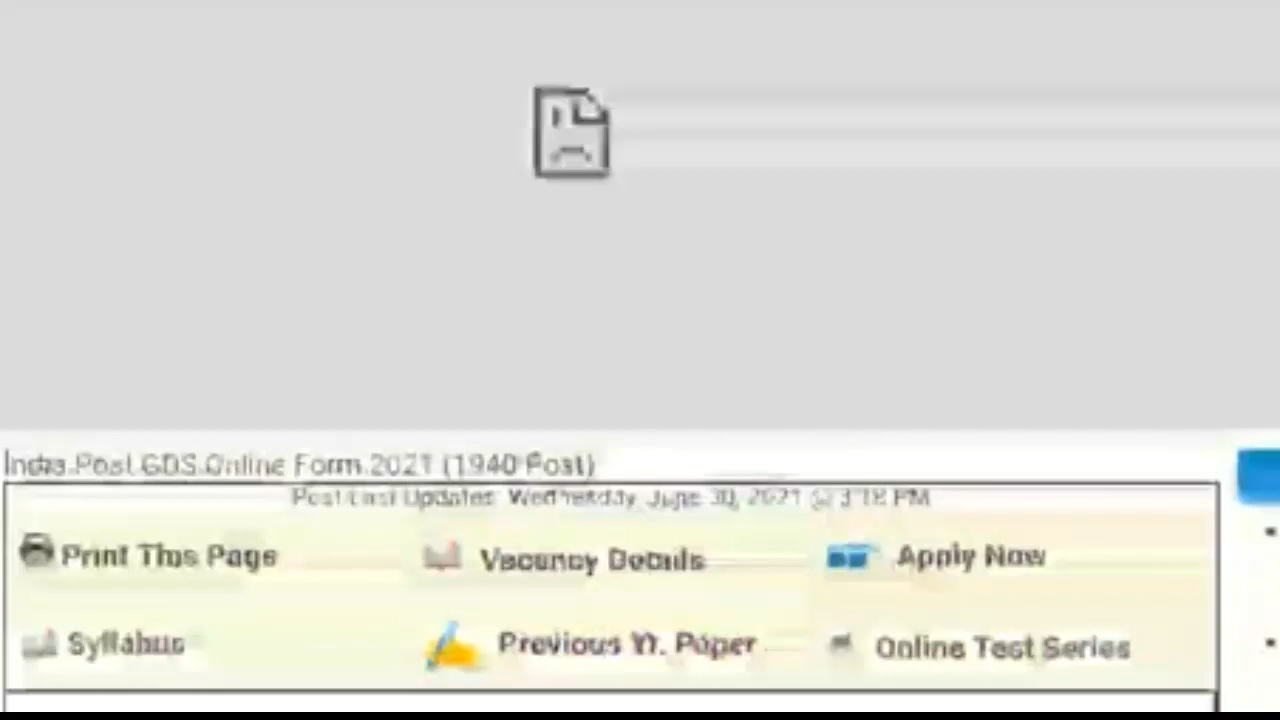 India Post GDS Online Form 2021 (1940 Post)
Post Last Updates Wednesday, June 30, 2021 @ 3:18 PM
Print This Page
Vacancy Details
Apply Now
Syllabus
Previous Yr. Paper
Online Test Series